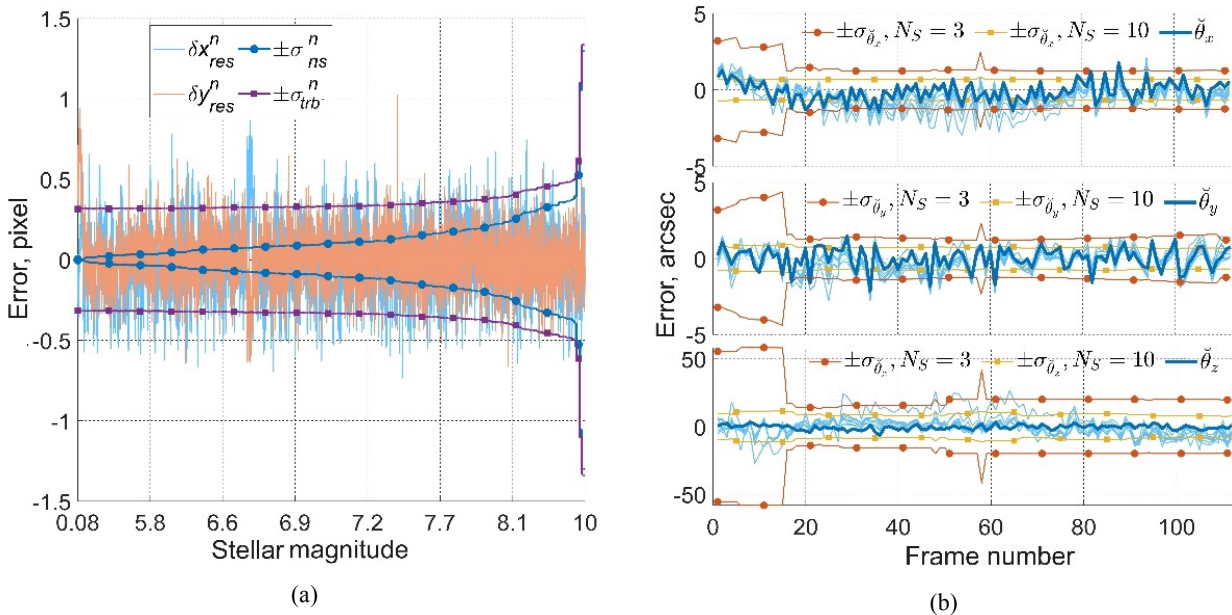 1.5
1
0.5
0
-0.5
-1
-1.5
Error, pixel
δx^n_res ±σ^n_ns
δy^n_res ±σ^n_trb
0.08 5.8 6.6 6.9 7.2 7.7 8.1 10
Stellar magnitude
(a)
5
0
-5
±σ_θ̆x, N_S = 3 ±σ_θ̆x, N_S = 10 θ̆_x
5
0
-5
±σ_θ̆y, N_S = 3 ±σ_θ̆y, N_S = 10 θ̆_y
Error, arcsec
50
0
-50
±σ_θ̆z, N_S = 3 ±σ_θ̆z, N_S = 10 θ̆_z
0 20 40 60 80 100
Frame number
(b)